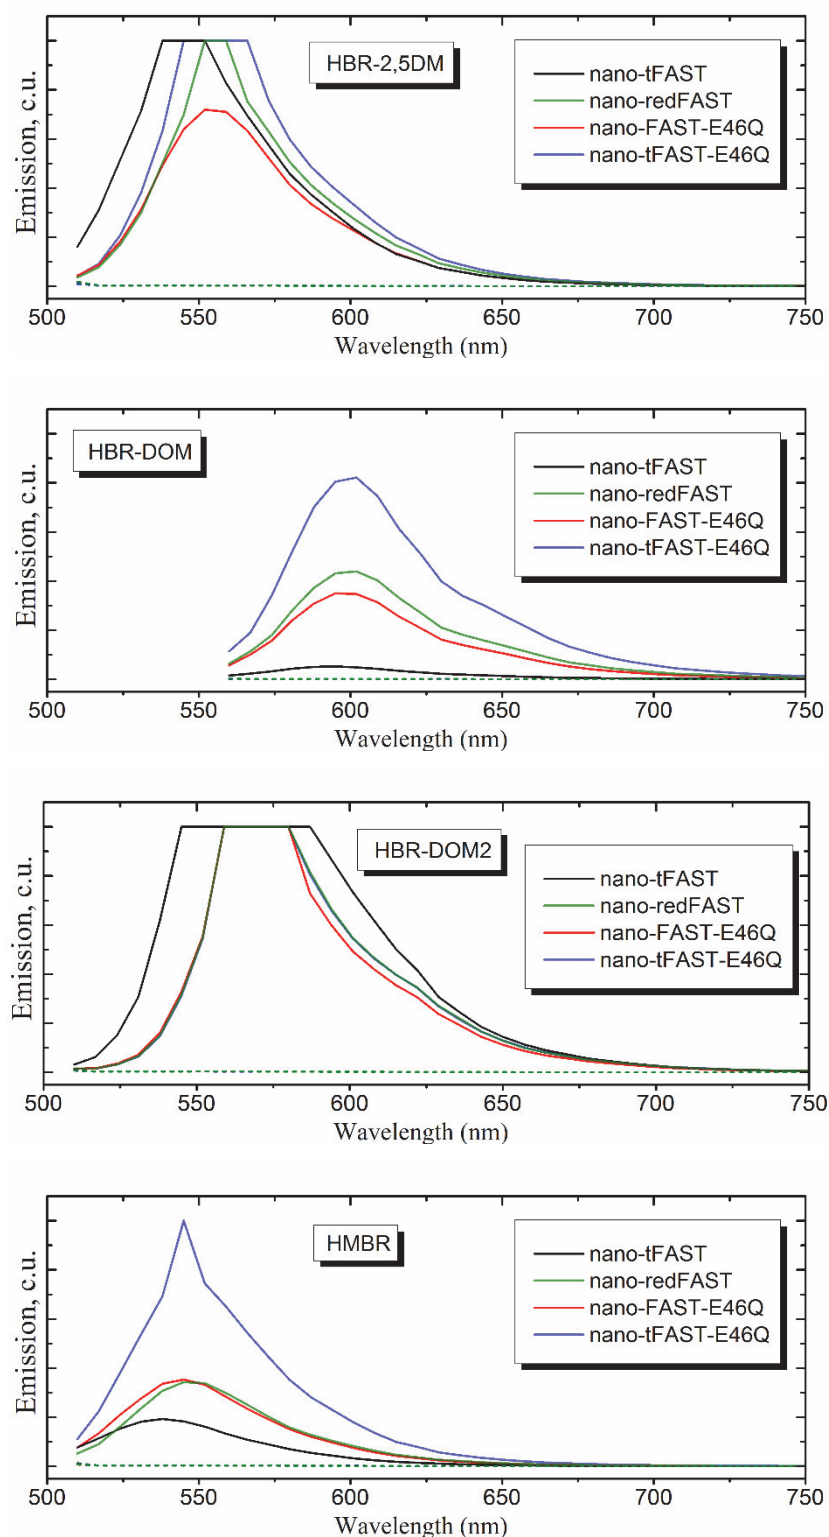 HBR-2,5DM
nano-tFAST
nano-redFAST
nano-FAST-E46Q
nano-tFAST-E46Q
Emission, c.u.
500 550 600 650 700 750
Wavelength (nm)
HBR-DOM
nano-tFAST
nano-redFAST
nano-FAST-E46Q
nano-tFAST-E46Q
Emission, c.u.
500 550 600 650 700 750
Wavelength (nm)
HBR-DOM2
nano-tFAST
nano-redFAST
nano-FAST-E46Q
nano-tFAST-E46Q
Emission, c.u.
500 550 600 650 700 750
Wavelength (nm)
HMBR
nano-tFAST
nano-redFAST
nano-FAST-E46Q
nano-tFAST-E46Q
Emission, c.u.
500 550 600 650 700 750
Wavelength (nm)